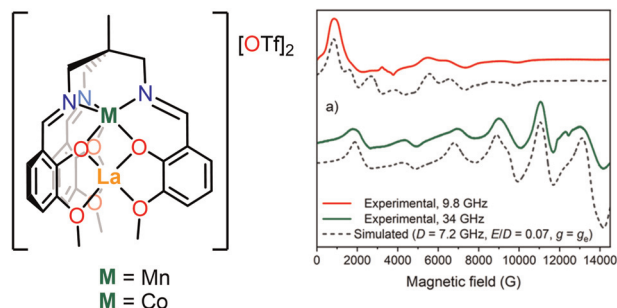 [OTf]2
N N N
M
O O O
La
O O O
M = Mn
M = Co
a)
Experimental, 9.8 GHz
Experimental, 34 GHz
Simulated (D = 7.2 GHz, E/D = 0.07, g = ge)
0 2000 4000 6000 8000 10000 12000 14000
Magnetic field (G)